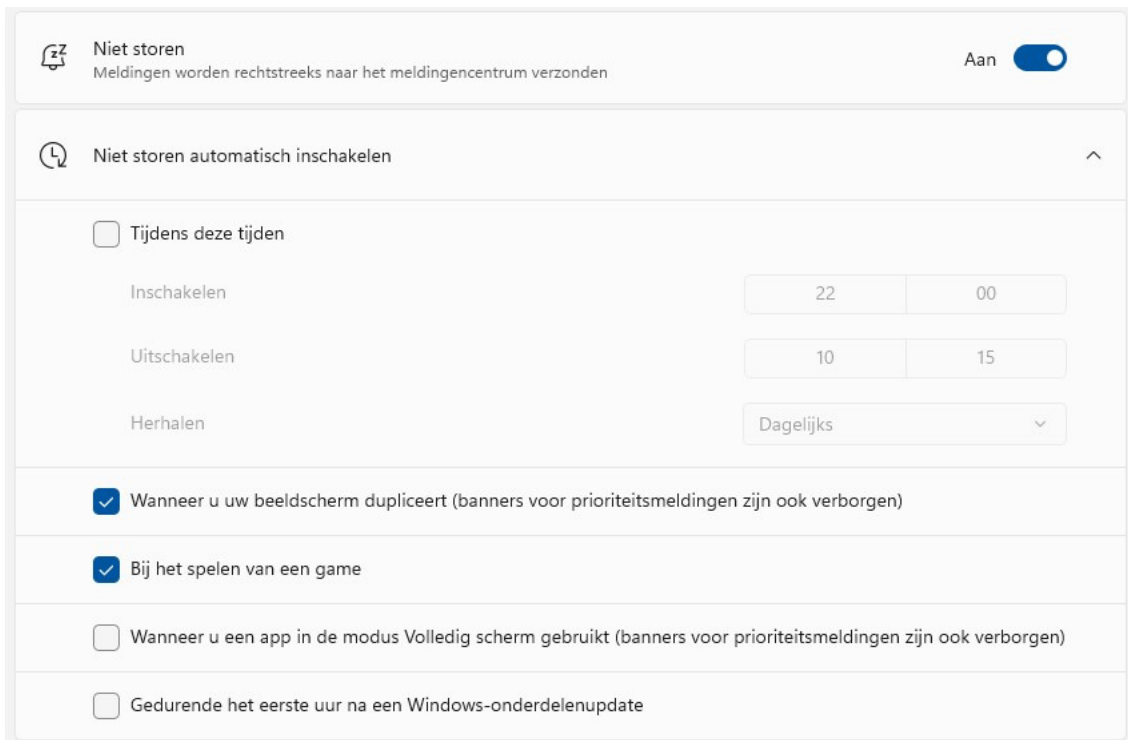 Niet storen
Meldingen worden rechtstreeks naar het meldingencentrum verzonden
Aan
Niet storen automatisch inschakelen
Tijdens deze tijden
Inschakelen 22 00
Uitschakelen 10 15
Herhalen Dagelijks
Wanneer u uw beeldscherm dupliceert (banners voor prioriteitsmeldingen zijn ook verborgen)
Bij het spelen van een game
Wanneer u een app in de modus Volledig scherm gebruikt (banners voor prioriteitsmeldingen zijn ook verborgen)
Gedurende het eerste uur na een Windows-onderdelenupdate